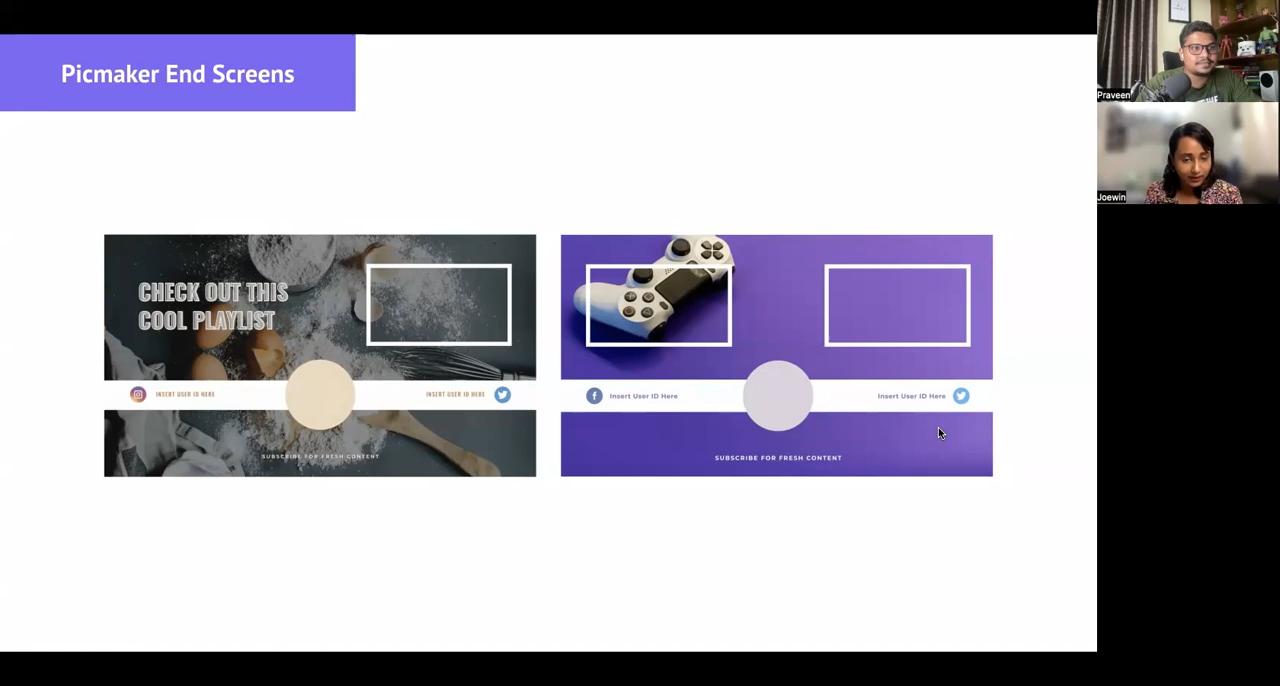 Picmaker End Screens
CHECK OUT THIS
COOL PLAYLIST
INSERT USER ID HERE
INSERT USER ID HERE
SUBSCRIBE FOR FRESH CONTENT
Insert User ID Here
Insert User ID Here
SUBSCRIBE FOR FRESH CONTENT
Praveen
Joewin